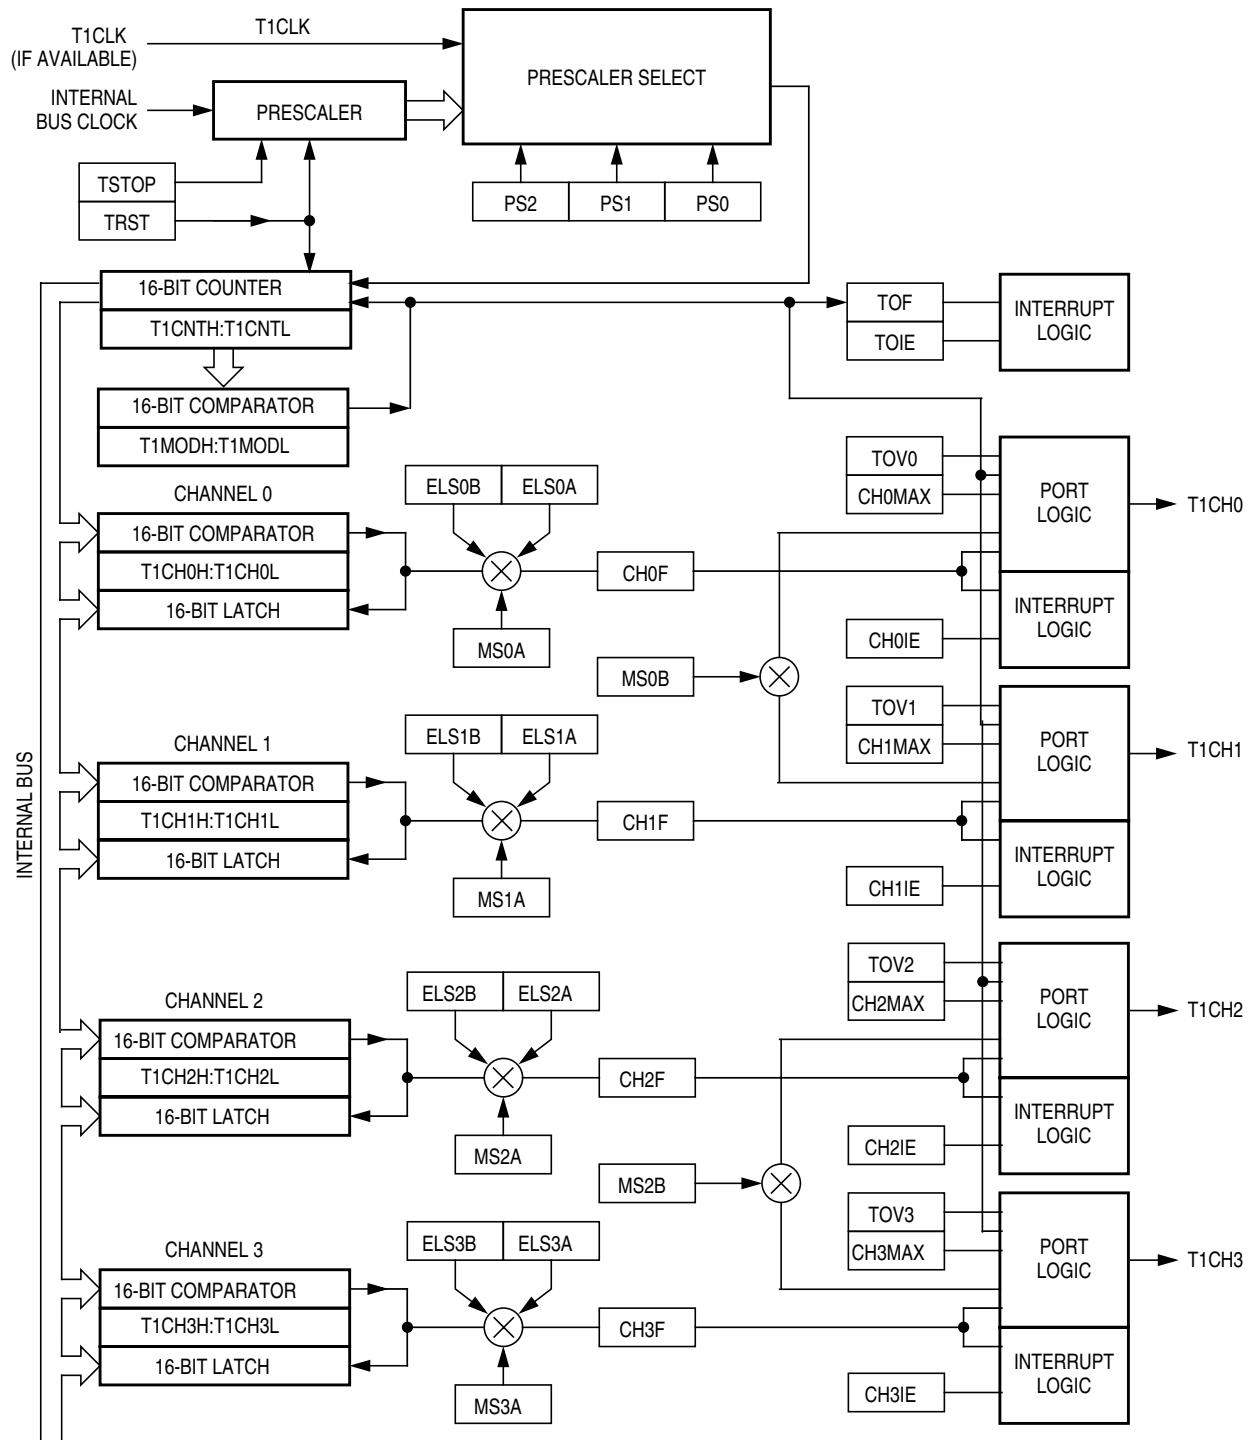 T1CLK
(IF AVAILABLE)
T1CLK
PRESCALER SELECT
INTERNAL
BUS CLOCK
PRESCALER
TSTOP
TRST
PS2
PS1
PS0
16-BIT COUNTER
T1CNTH:T1CNTL
TOF
TOIE
INTERRUPT
LOGIC
16-BIT COMPARATOR
T1MODH:T1MODL
CHANNEL 0
ELS0B
ELS0A
TOV0
CH0MAX
PORT
LOGIC
T1CH0
16-BIT COMPARATOR
T1CH0H:T1CH0L
16-BIT LATCH
CH0F
MS0A
INTERRUPT
LOGIC
CH0IE
MS0B
CHANNEL 1
ELS1B
ELS1A
TOV1
CH1MAX
PORT
LOGIC
T1CH1
INTERNAL BUS
16-BIT COMPARATOR
T1CH1H:T1CH1L
16-BIT LATCH
CH1F
MS1A
INTERRUPT
LOGIC
CH1IE
CHANNEL 2
ELS2B
ELS2A
TOV2
CH2MAX
PORT
LOGIC
T1CH2
16-BIT COMPARATOR
T1CH2H:T1CH2L
16-BIT LATCH
CH2F
MS2A
INTERRUPT
LOGIC
CH2IE
MS2B
CHANNEL 3
ELS3B
ELS3A
TOV3
CH3MAX
PORT
LOGIC
T1CH3
16-BIT COMPARATOR
T1CH3H:T1CH3L
16-BIT LATCH
CH3F
MS3A
INTERRUPT
LOGIC
CH3IE